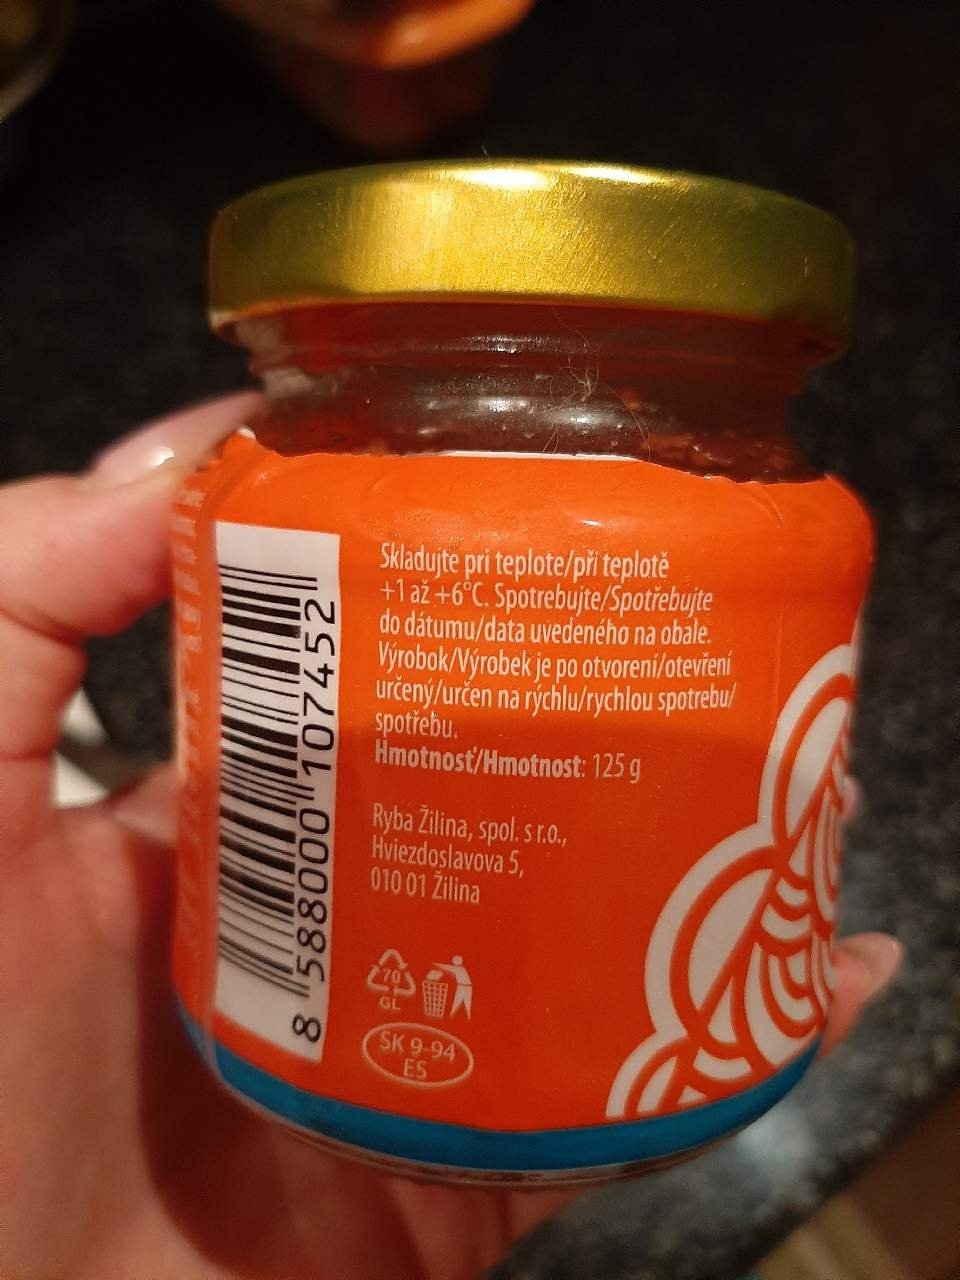 Skladujte pri teplote/při teplotě
+1 až +6°C. Spotrebujte/Spotřebujte
do dátumu/data uvedeného na obale.
Výrobok/Výrobek je po otvorení/otevření
určený/určen na rýchlu/rychlou spotrebu/
spotřebu.
Hmotnosť/Hmotnost: 125 g
Ryba Žilina, spol. s r.o.,
Hviezdoslavova 5,
010 01 Žilina
70
GL
SK 9-94
ES
8 588000 107452